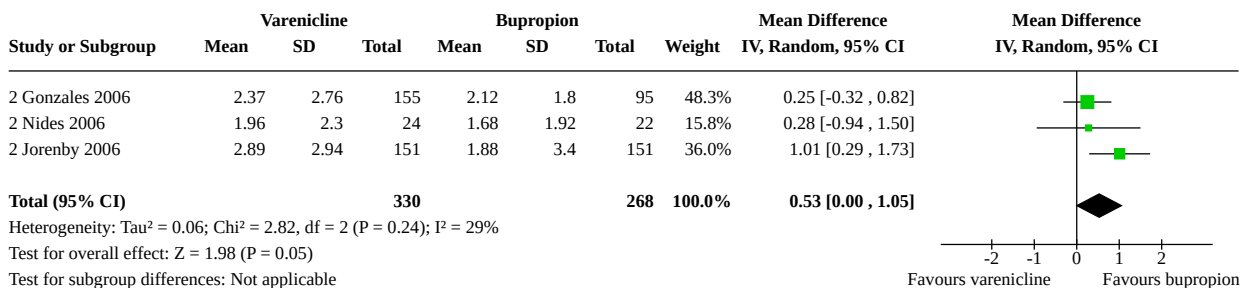 Varenicline Bupropion Mean Difference Mean Difference
Study or Subgroup Mean SD Total Mean SD Total Weight IV, Random, 95% CI IV, Random, 95% CI
2 Gonzales 2006 2.37 2.76 155 2.12 1.8 95 48.3% 0.25 [-0.32 , 0.82]
2 Nides 2006 1.96 2.3 24 1.68 1.92 22 15.8% 0.28 [-0.94 , 1.50]
2 Jorenby 2006 2.89 2.94 151 1.88 3.4 151 36.0% 1.01 [0.29 , 1.73]
Total (95% CI) 330 268 100.0% 0.53 [0.00 , 1.05]
Heterogeneity: Tau² = 0.06; Chi² = 2.82, df = 2 (P = 0.24); I² = 29%
Test for overall effect: Z = 1.98 (P = 0.05) -2 -1 0 1 2
Test for subgroup differences: Not applicable Favours varenicline Favours bupropion